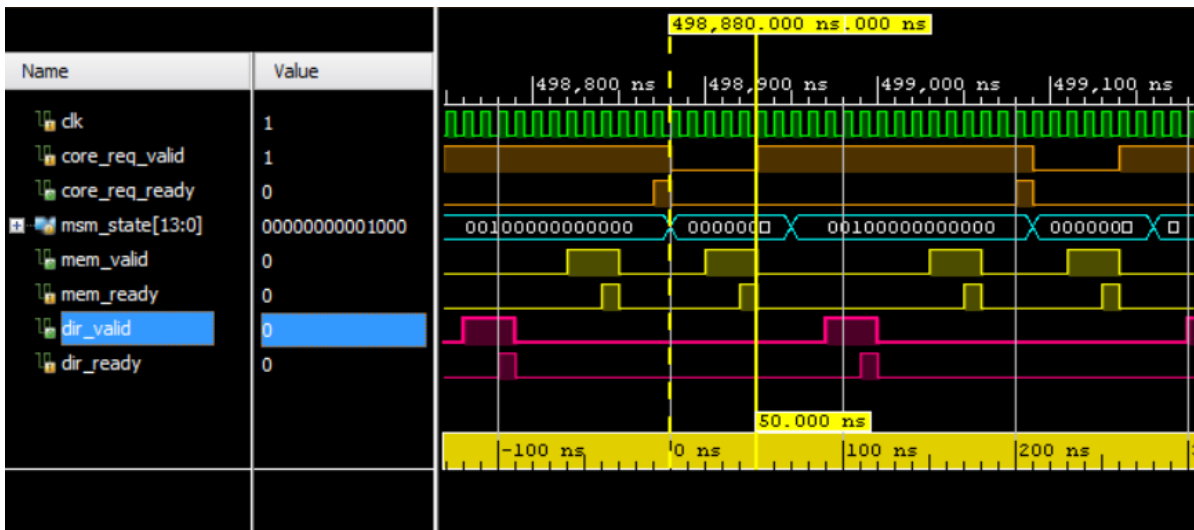 498,880.000 ns.000 ns
Name Value
498,800 ns 498,900 ns 499,000 ns 499,100 ns
clk 1
core_req_valid 1
core_req_ready 0
msm_state[13:0] 00000000001000 00100000000000 000000 00100000000000 000000
mem_valid 0
mem_ready 0
dir_valid 0
dir_ready 0
50.000 ns
-100 ns 0 ns 100 ns 200 ns